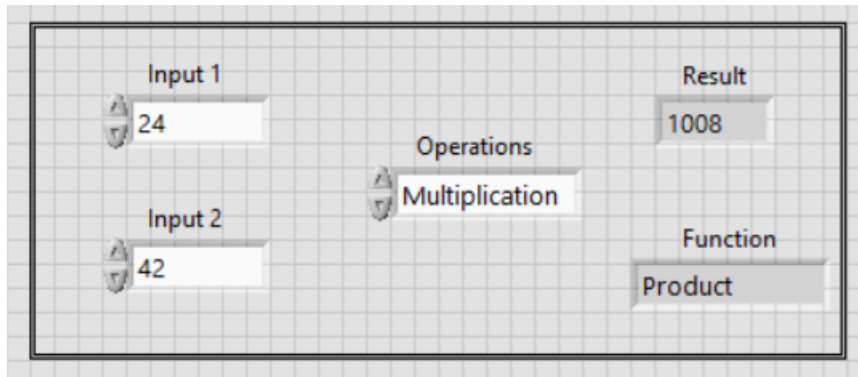 Input 1
24
Input 2
42
Operations
Multiplication
Result
1008
Function
Product